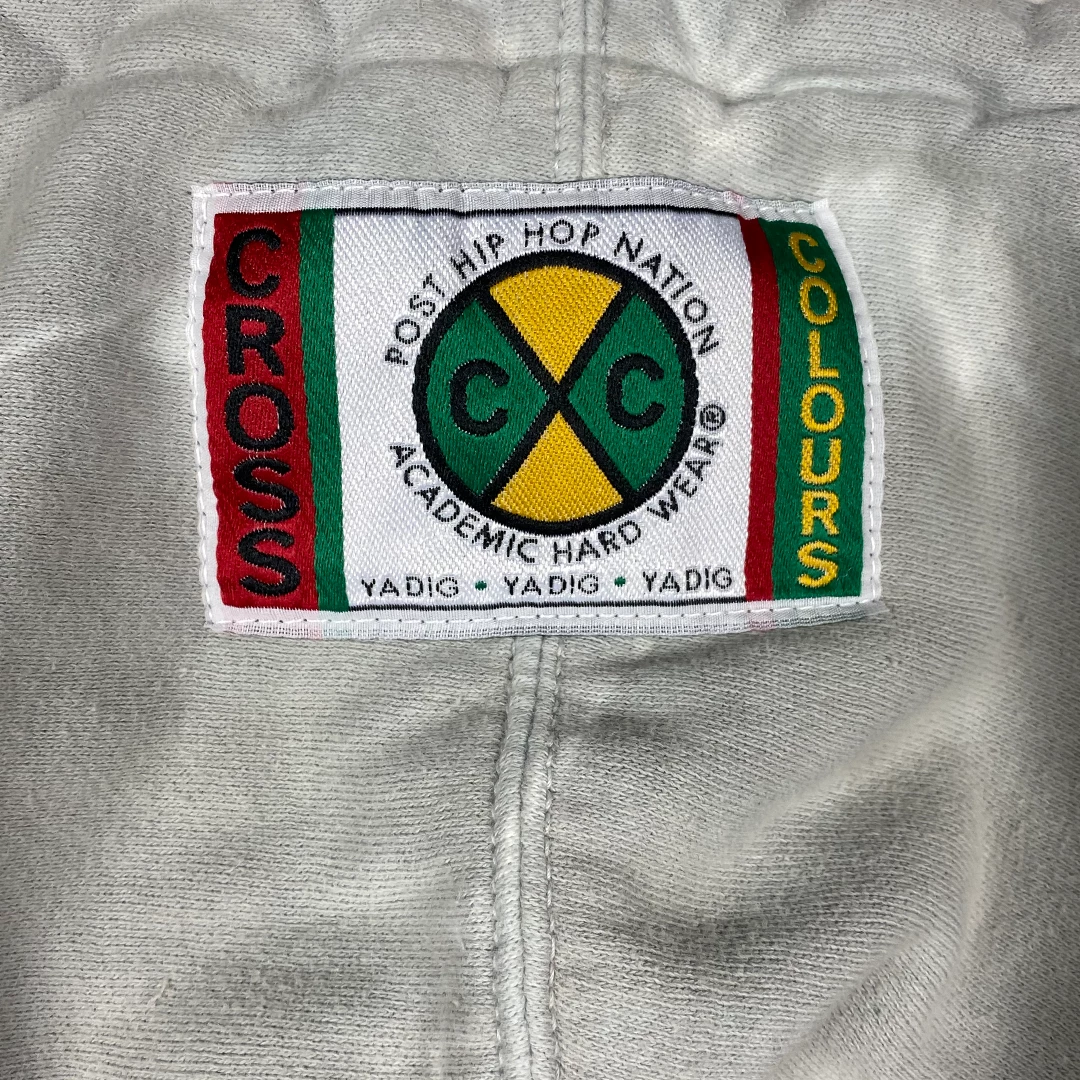 CROSS
POST HIP HOP NATION
C C
ACADEMIC HARD WEAR®
YADIG • YADIG • YADIG
COLOURS